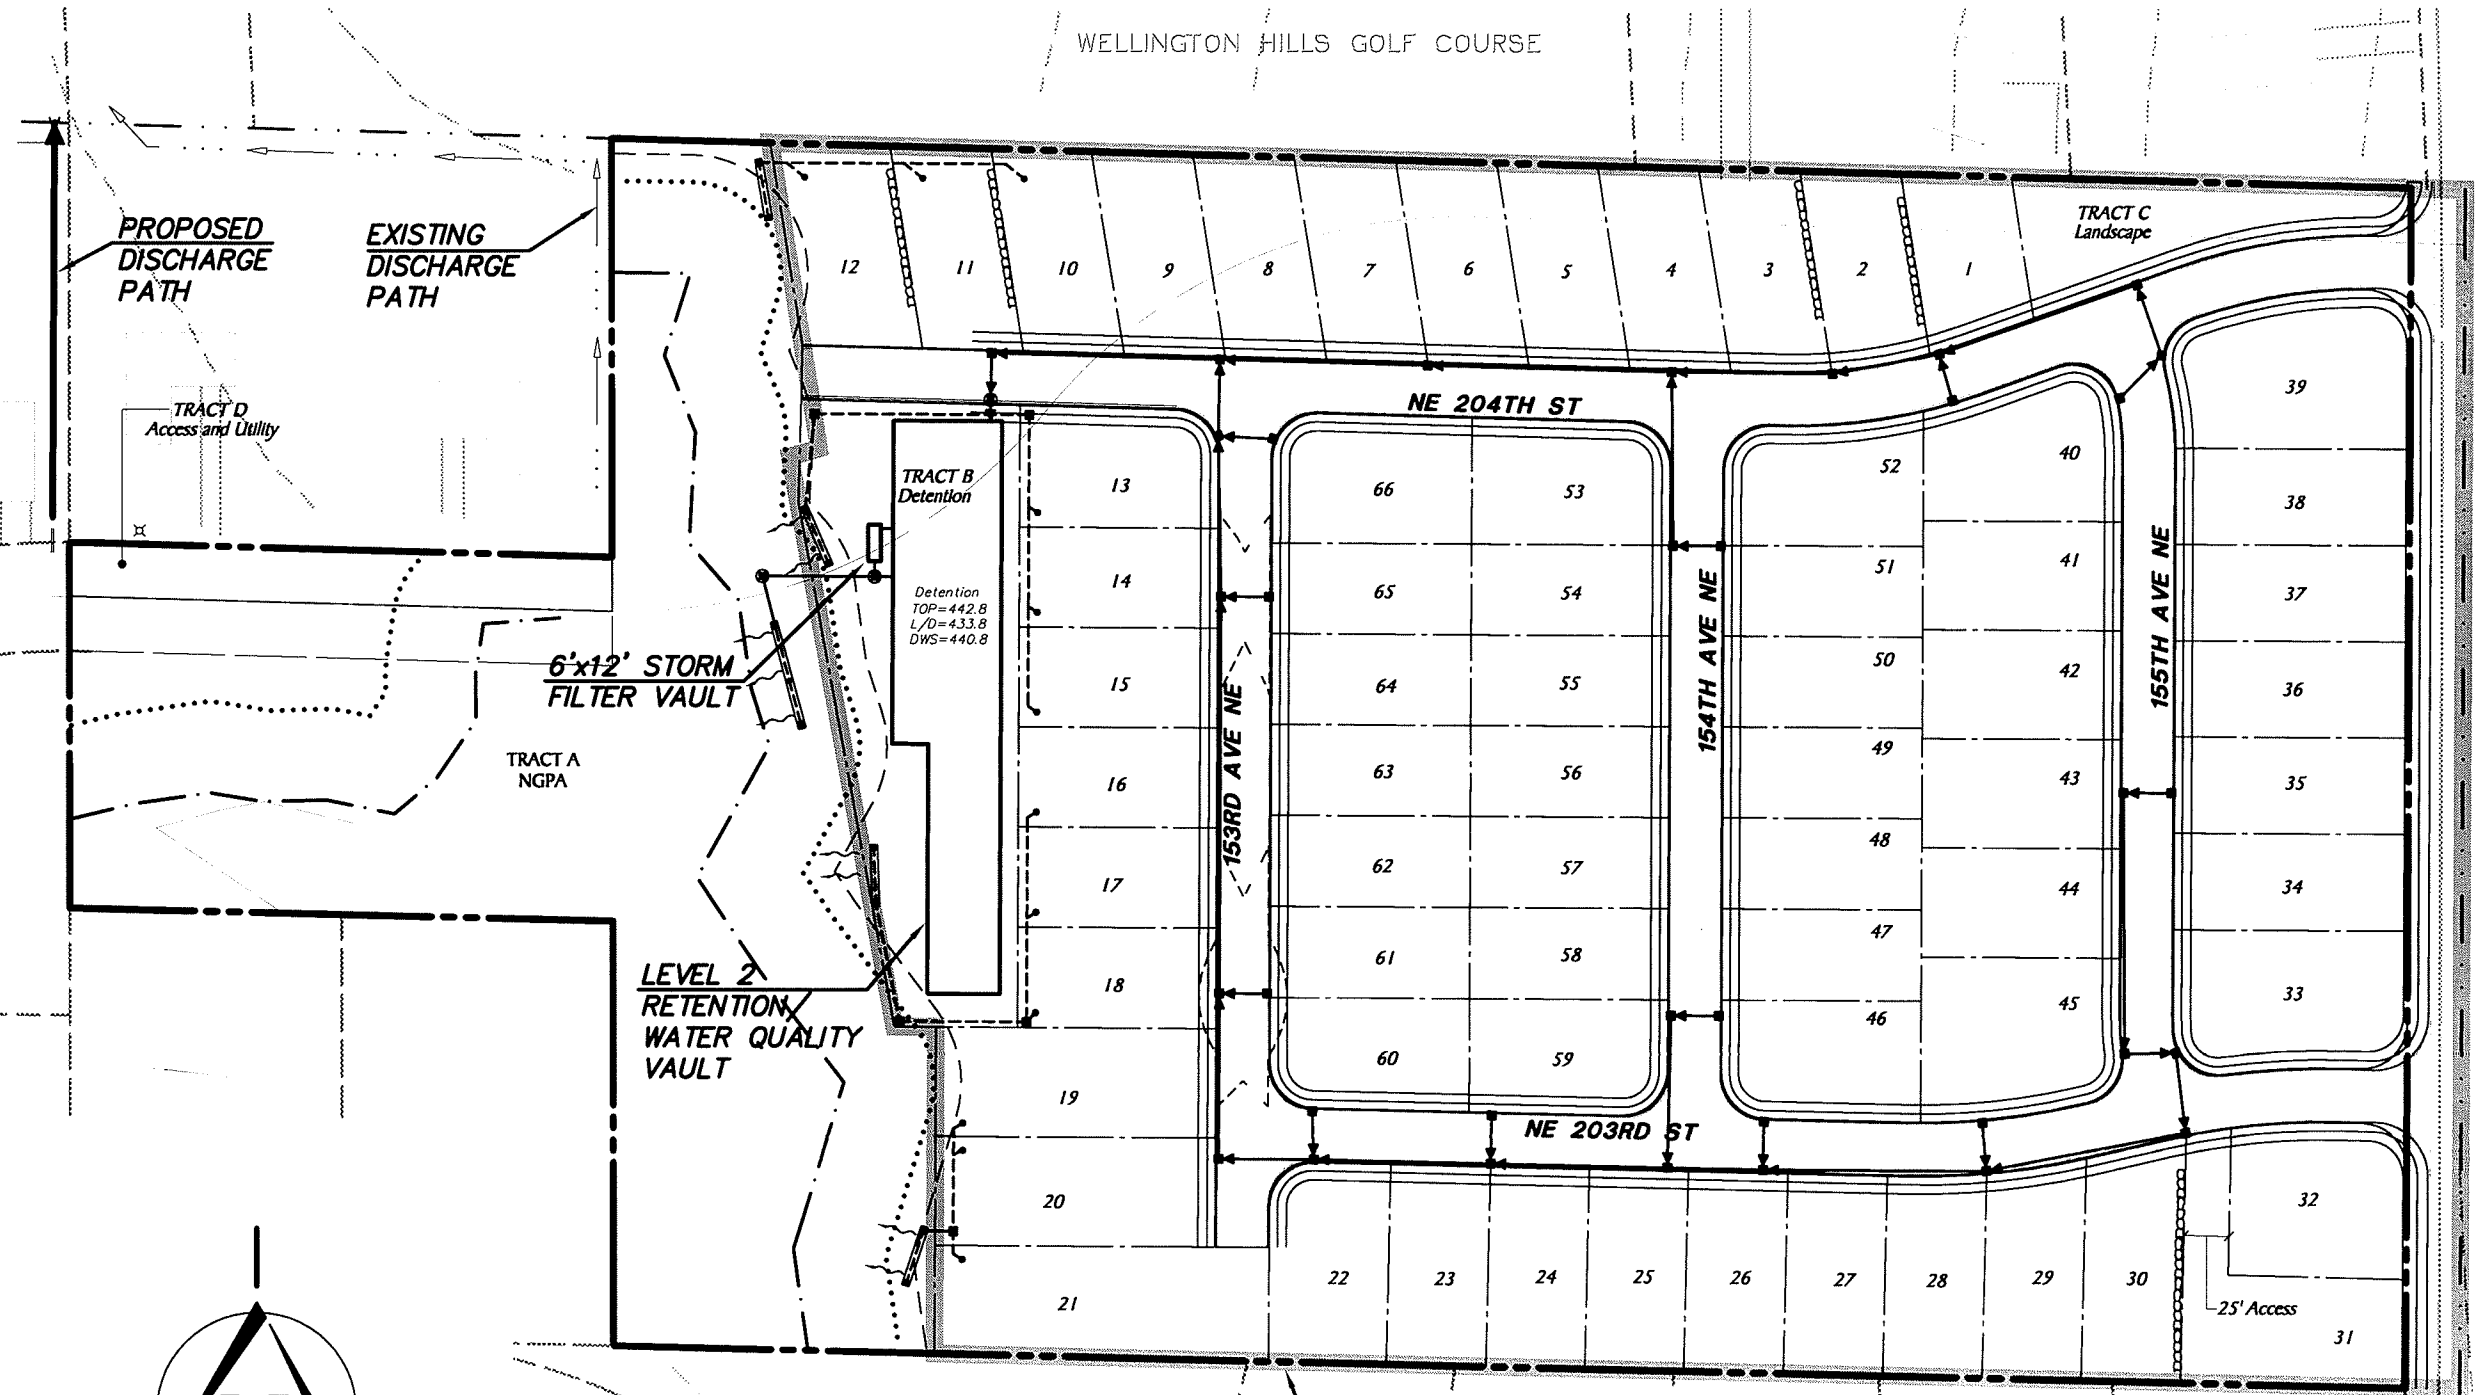 WELLINGTON HILLS GOLF COURSE
PROPOSED
DISCHARGE
PATH
EXISTING
DISCHARGE
PATH
TRACT C
Landscape
12
11
10
9
8
7
6
5
4
3
2
1
NE 204TH ST
TRACT D
Access and Utility
TRACT B
Detention
Detention
TOP=442.8
L/D=433.8
DWS=440.8
6'x12' STORM
FILTER VAULT
TRACT A
NGPA
LEVEL 2
RETENTION/
WATER QUALITY
VAULT
13
14
15
16
17
18
19
20
21
153RD AVE NE
66
65
64
63
62
61
60
53
54
55
56
57
58
59
154TH AVE NE
52
51
50
49
48
47
46
40
41
42
43
44
45
155TH AVE NE
39
38
37
36
35
34
33
NE 203RD ST
22
23
24
25
26
27
28
29
30
32
25' Access
31